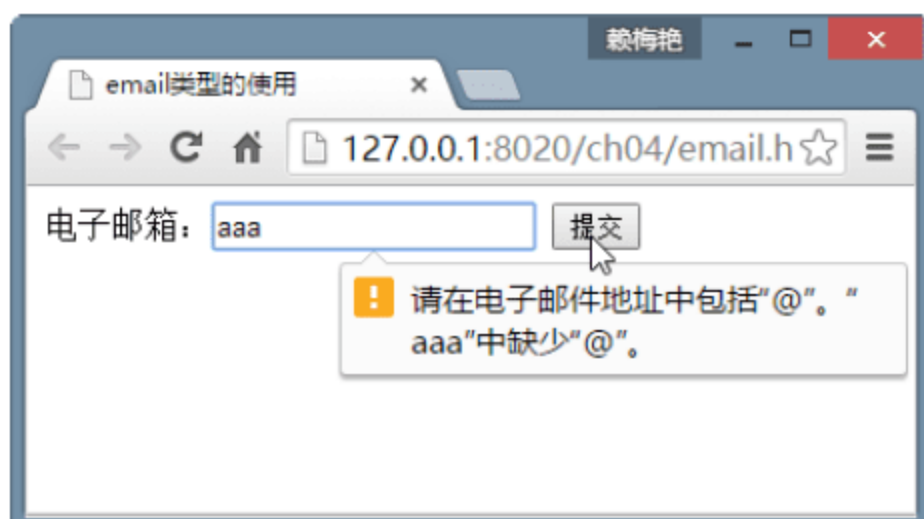 赖梅艳
email类型的使用
127.0.0.1:8020/ch04/email.h
电子邮箱：aaa 提交
请在电子邮件地址中包括“@”。“
aaa”中缺少“@”。